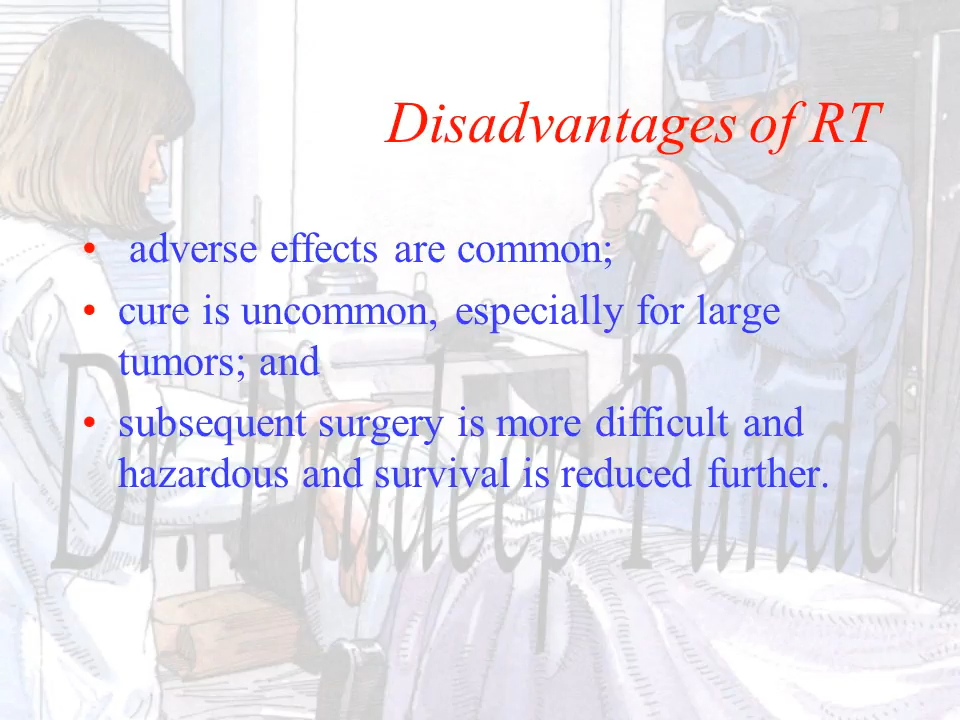 Disadvantages of RT
• adverse effects are common;
• cure is uncommon, especially for large
tumors; and
• subsequent surgery is more difficult and
hazardous and survival is reduced further.
Dr. Pradeep Pande